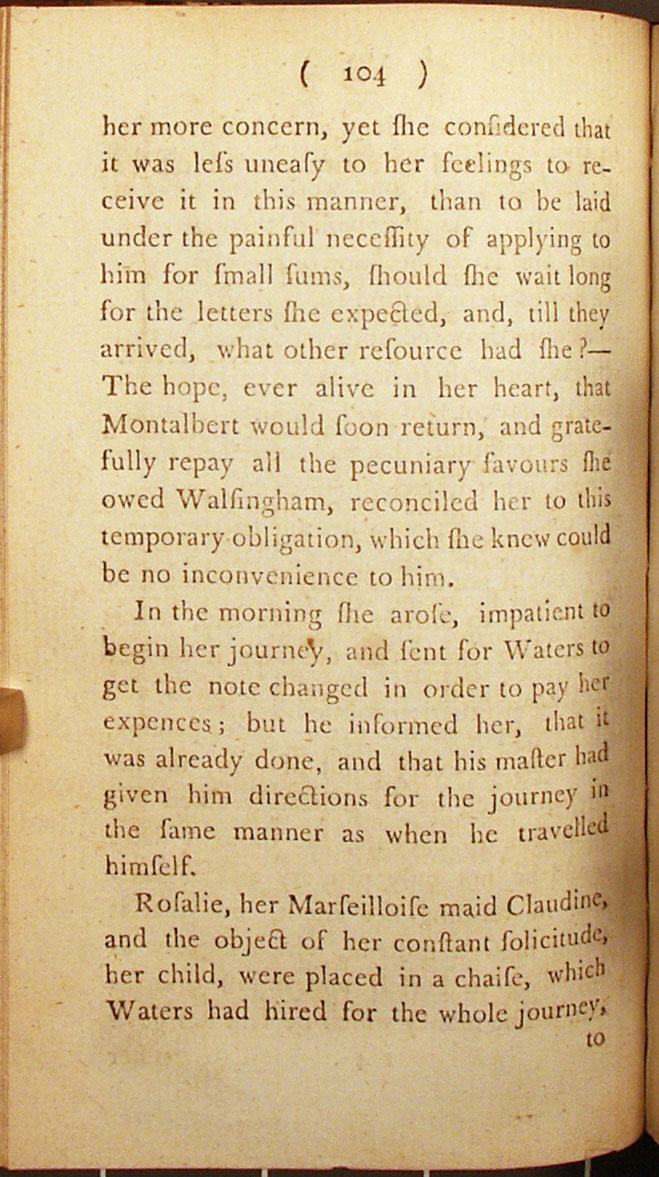 ( 104 )
her more concern, yet ſhe conſidered that
it was leſs uneaſy to her feelings to re-
ceive it in this manner, than to be laid
under the painful neceſſity of applying to
him for ſmall ſums, ſhould ſhe wait long
for the letters ſhe expected, and, till they
arrived, what other reſource had ſhe?—
The hope, ever alive in her heart, that
Montalbert would ſoon return, and grate-
fully repay all the pecuniary favours ſhe
owed Walſingham, reconciled her to this
temporary obligation, which ſhe knew could
be no inconvenience to him.
In the morning ſhe aroſe, impatient to
begin her journey, and ſent for Waters to
get the note changed in order to pay her
expences; but he informed her, that it
was already done, and that his maſter had
given him directions for the journey in
the ſame manner as when he travelled
himſelf.
Roſalie, her Marſeilloiſe maid Claudine,
and the object of her conſtant ſolicitude,
her child, were placed in a chaiſe, which
Waters had hired for the whole journey,
to